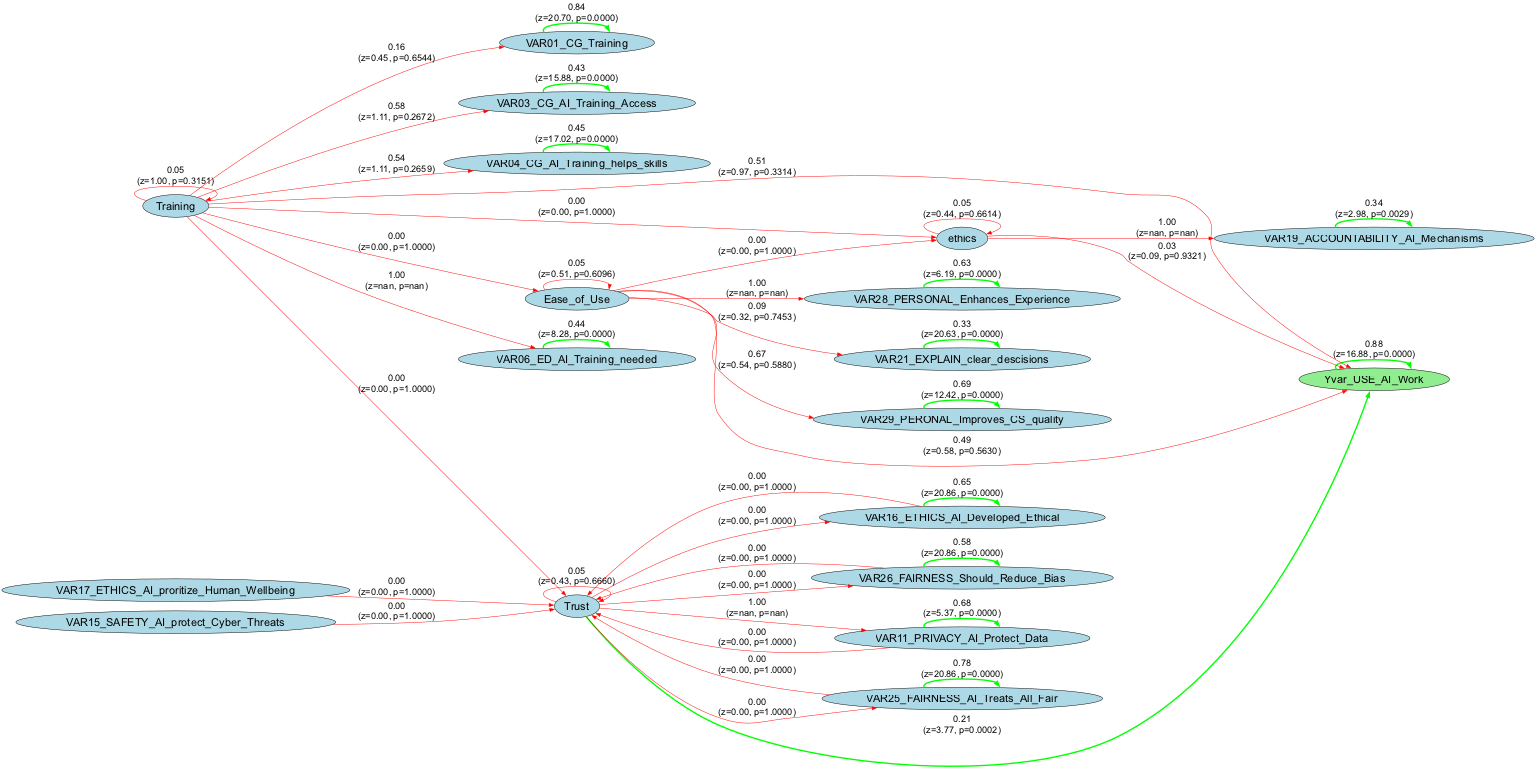 0.84
(z=20.70, p=0.0000)
VAR01_CG_Training
0.16
(z=0.45, p=0.6544)
0.43
(z=15.88, p=0.0000)
VAR03_CG_AI_Training_Access
0.58
(z=1.11, p=0.2672)
0.45
(z=17.02, p=0.0000)
VAR04_CG_AI_Training_helps_skills
0.54
(z=1.11, p=0.2659)
0.51
(z=0.97, p=0.3314)
0.05
(z=1.00, p=0.3151)
Training
0.00
(z=0.00, p=1.0000)
0.05
(z=0.44, p=0.6614)
ethics
1.00
(z=nan, p=nan)
0.34
(z=2.98, p=0.0029)
VAR19_ACCOUNTABILITY_AI_Mechanisms
0.03
(z=0.09, p=0.9321)
0.00
(z=0.00, p=1.0000)
0.00
(z=0.00, p=1.0000)
0.05
(z=0.51, p=0.6096)
Ease_of_Use
1.00
(z=nan, p=nan)
0.63
(z=6.19, p=0.0000)
VAR28_PERSONAL_Enhances_Experience
1.00
(z=nan, p=nan)
0.09
(z=0.32, p=0.7453)
0.44
(z=8.28, p=0.0000)
VAR06_ED_AI_Training_needed
0.33
(z=20.63, p=0.0000)
VAR21_EXPLAIN_clear_descisions
0.67
(z=0.54, p=0.5880)
0.88
(z=16.88, p=0.0000)
Yvar_USE_AI_Work
0.00
(z=0.00, p=1.0000)
0.69
(z=12.42, p=0.0000)
VAR29_PERONAL_Improves_CS_quality
0.49
(z=0.58, p=0.5630)
0.00
(z=0.00, p=1.0000)
0.65
(z=20.86, p=0.0000)
VAR16_ETHICS_AI_Developed_Ethical
0.00
(z=0.00, p=1.0000)
0.00
(z=0.00, p=1.0000)
0.58
(z=20.86, p=0.0000)
VAR26_FAIRNESS_Should_Reduce_Bias
0.00
(z=0.00, p=1.0000)
VAR17_ETHICS_AI_proritize_Human_Wellbeing
0.00
(z=0.00, p=1.0000)
0.05
(z=0.43, p=0.6660)
Trust
VAR15_SAFETY_AI_protect_Cyber_Threats
0.00
(z=0.00, p=1.0000)
1.00
(z=nan, p=nan)
0.68
(z=5.37, p=0.0000)
VAR11_PRIVACY_AI_Protect_Data
0.00
(z=0.00, p=1.0000)
0.00
(z=0.00, p=1.0000)
0.78
(z=20.86, p=0.0000)
VAR25_FAIRNESS_AI_Treats_All_Fair
0.00
(z=0.00, p=1.0000)
0.21
(z=3.77, p=0.0002)